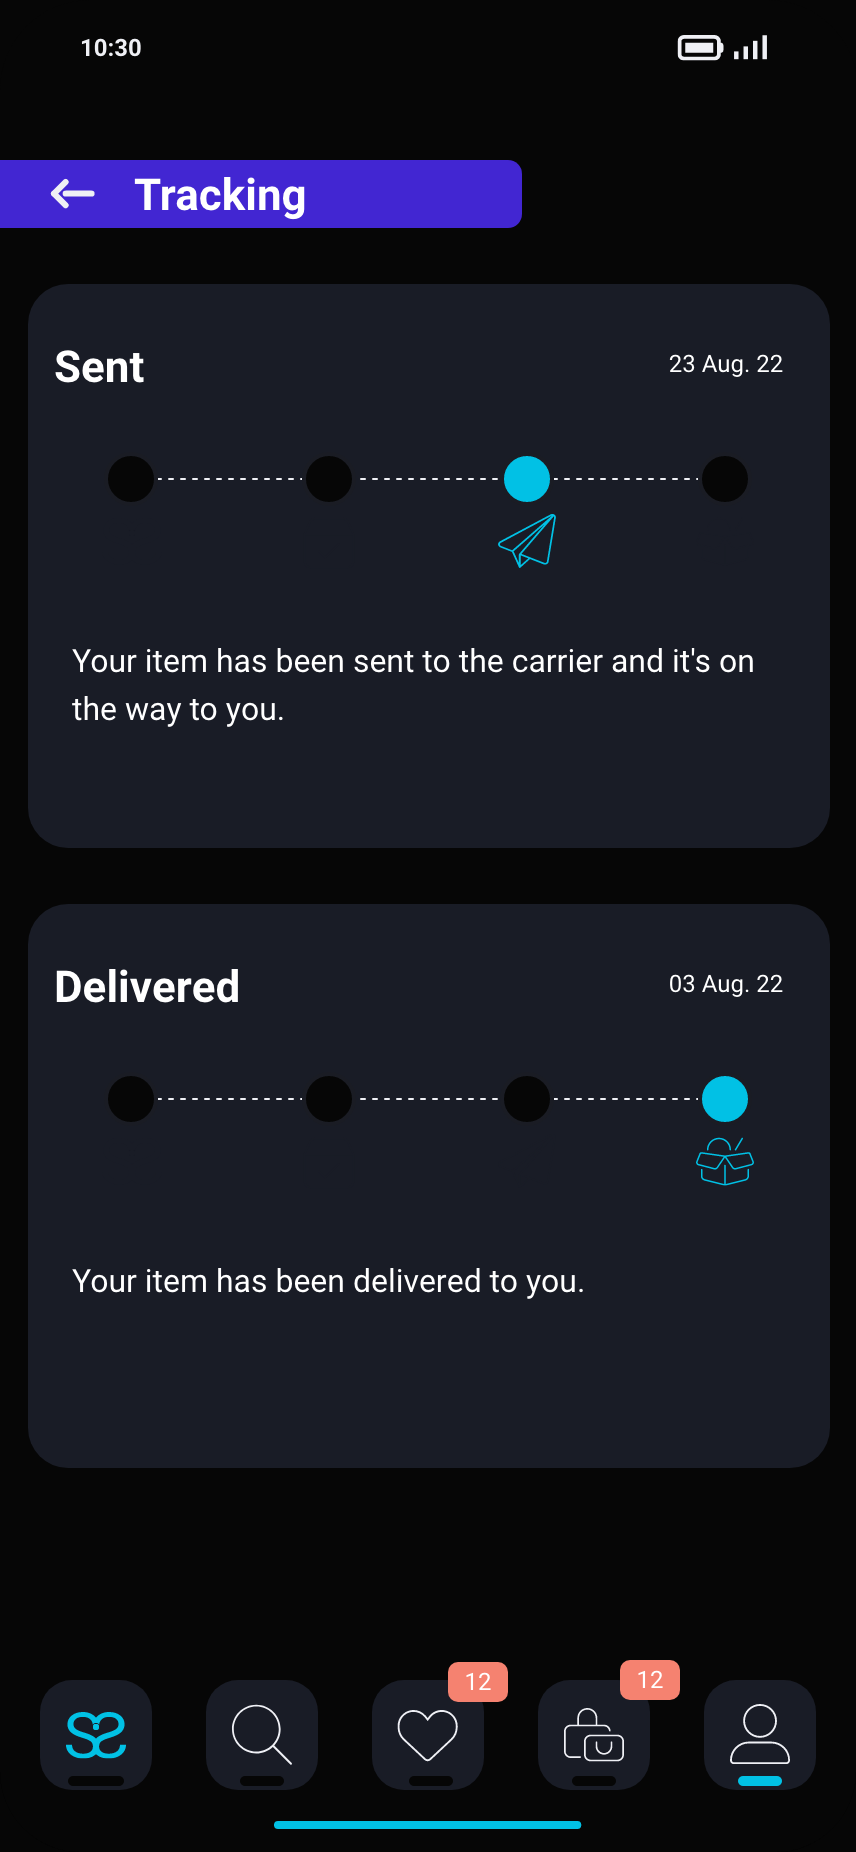 10:30
Tracking
Sent
23 Aug. 22
Your item has been sent to the carrier and it's on
the way to you.
Delivered
03 Aug. 22
Your item has been delivered to you.
12
12